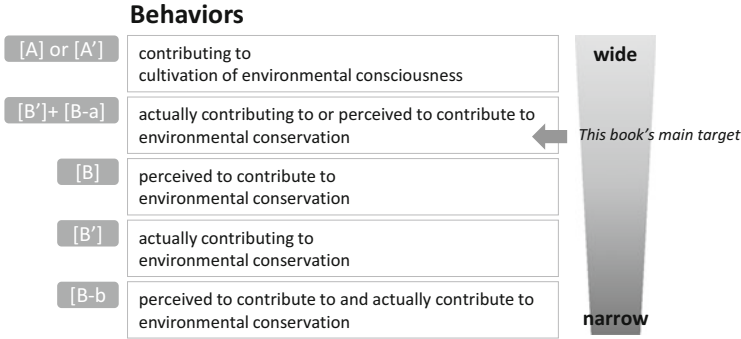 Behaviors
[A] or [A′]
contributing to
cultivation of environmental consciousness
wide
[B′]+ [B-a]
actually contributing to or perceived to contribute to
environmental conservation
This book's main target
[B]
perceived to contribute to
environmental conservation
[B′]
actually contributing to
environmental conservation
[B-b
perceived to contribute to and actually contribute to
environmental conservation
narrow